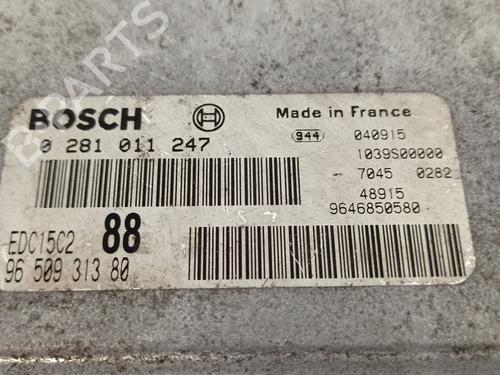 B-PARTS
BOSCH
Made in France
0 281 011 247
944 040915
1039S00000
7045 0282
48915
9646850580
EDC15C2 88
96 509 313 80